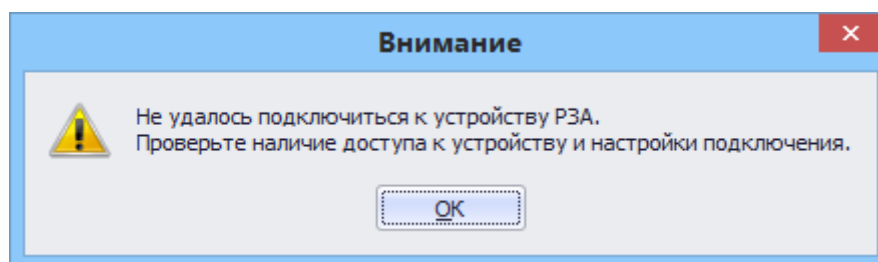 Внимание
Не удалось подключиться к устройству РЗА.
Проверьте наличие доступа к устройству и настройки подключения.
OK